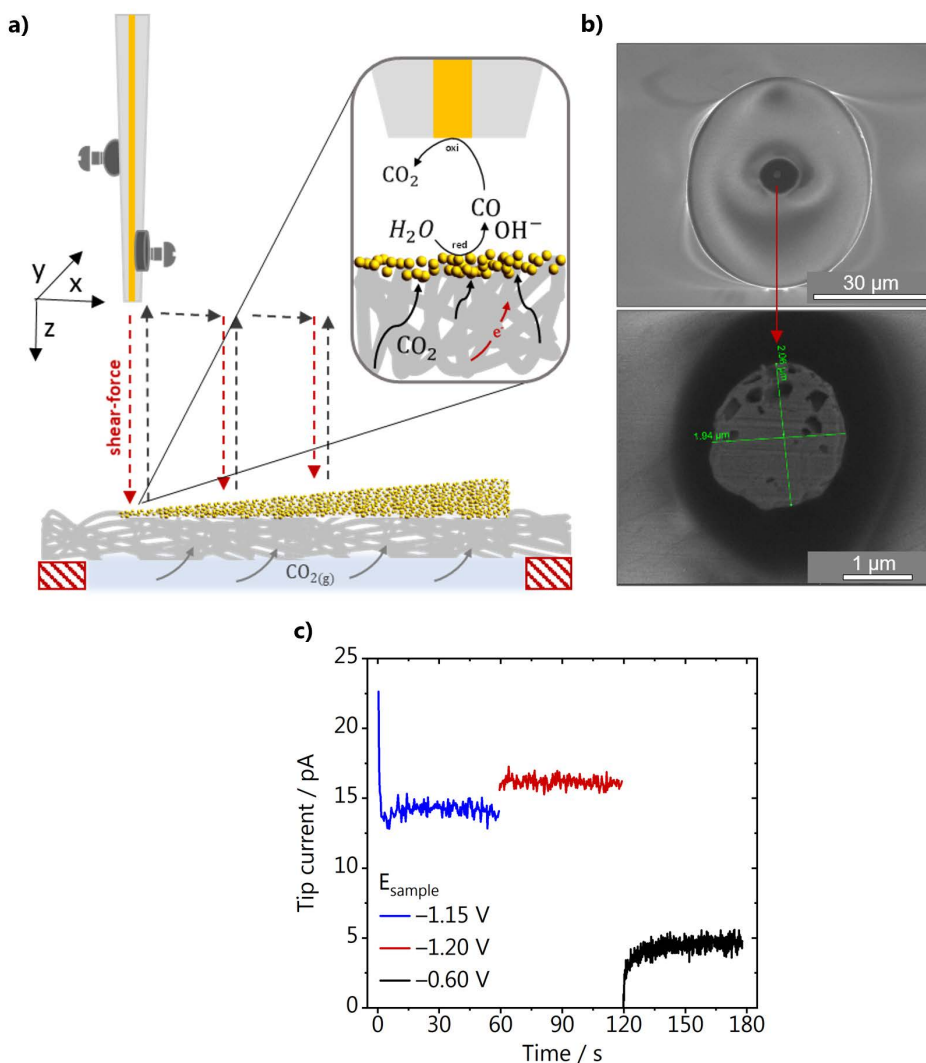 a)
y
x
z
shear-force
oxi
CO₂
CO
H₂O
OH⁻
red
CO₂
e⁻
CO₂(g)
b)
30 µm
2.06 µm
1.94 µm
1 µm
c)
Tip current / pA
25
20
15
10
5
0
E_sample
–1.15 V
–1.20 V
–0.60 V
0 30 60 90 120 150 180
Time / s